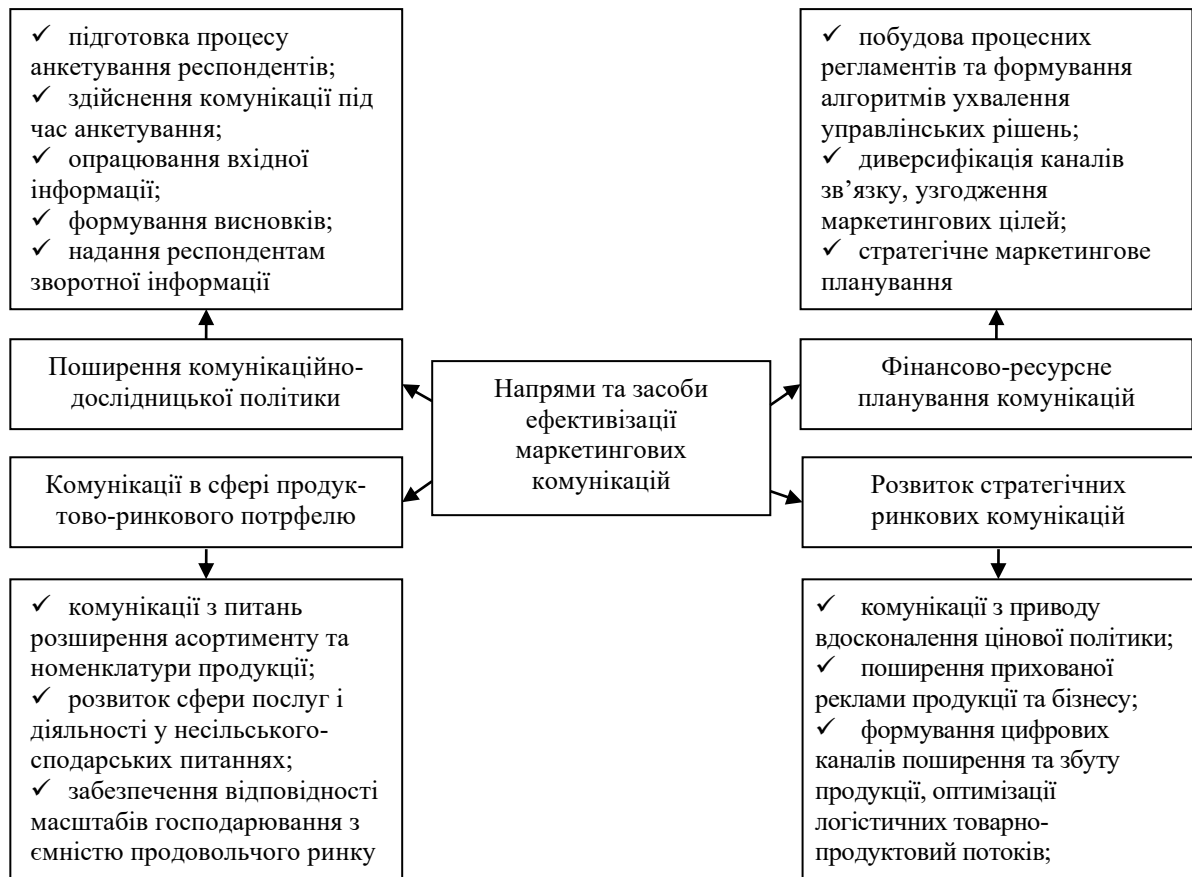 ✓ підготовка процесу
анкетування респондентів;
✓ здійснення комунікації під
час анкетування;
✓ опрацювання вхідної
інформації;
✓ формування висновків;
✓ надання респондентам
зворотної інформації
✓ побудова процесних
регламентів та формування
алгоритмів ухвалення
управлінських рішень;
✓ диверсифікація каналів
зв’язку, узгодження
маркетингових цілей;
✓ стратегічне маркетингове
планування
Поширення комунікаційно-
дослідницької політики
Напрями та засоби
ефективізації
маркетингових
комунікацій
Фінансово-ресурсне
планування комунікацій
Комунікації в сфері продук-
тово-ринкового потрфелю
Розвиток стратегічних
ринкових комунікацій
✓ комунікації з питань
розширення асортименту та
номенклатури продукції;
✓ розвиток сфери послуг і
діяльності у несільського-
сподарських питаннях;
✓ забезпечення відповідності
масштабів господарювання з
ємністю продовольчого ринку
✓ комунікації з приводу
вдосконалення цінової політики;
✓ поширення прихованої
реклами продукції та бізнесу;
✓ формування цифрових
каналів поширення та збуту
продукції, оптимізації
логістичних товарно-
продуктовий потоків;